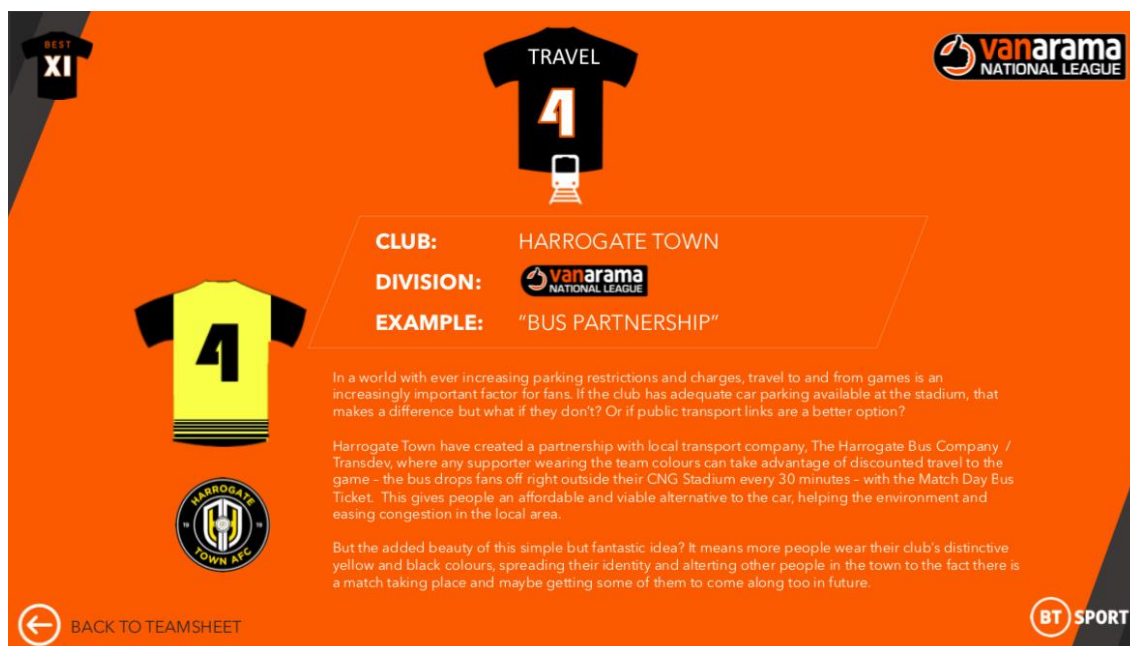 BEST
XI
TRAVEL
4
vanarama
NATIONAL LEAGUE
CLUB: HARROGATE TOWN
DIVISION: vanarama NATIONAL LEAGUE
EXAMPLE: “BUS PARTNERSHIP”
4
In a world with ever increasing parking restrictions and charges, travel to and from games is an
increasingly important factor for fans. If the club has adequate car parking available at the stadium, that
makes a difference but what if they don’t? Or if public transport links are a better option?
Harrogate Town have created a partnership with local transport company, The Harrogate Bus Company /
Transdev, where any supporter wearing the team colours can take advantage of discounted travel to the
game – the bus drops fans off right outside their CNG Stadium every 30 minutes – with the Match Day Bus
Ticket. This gives people an affordable and viable alternative to the car, helping the environment and
easing congestion in the local area.
But the added beauty of this simple but fantastic idea? It means more people wear their club’s distinctive
yellow and black colours, spreading their identity and alterting other people in the town to the fact there is
a match taking place and maybe getting some of them to come along too in future.
HARROGATE
19 19
TOWN AFC
BACK TO TEAMSHEET
BT SPORT